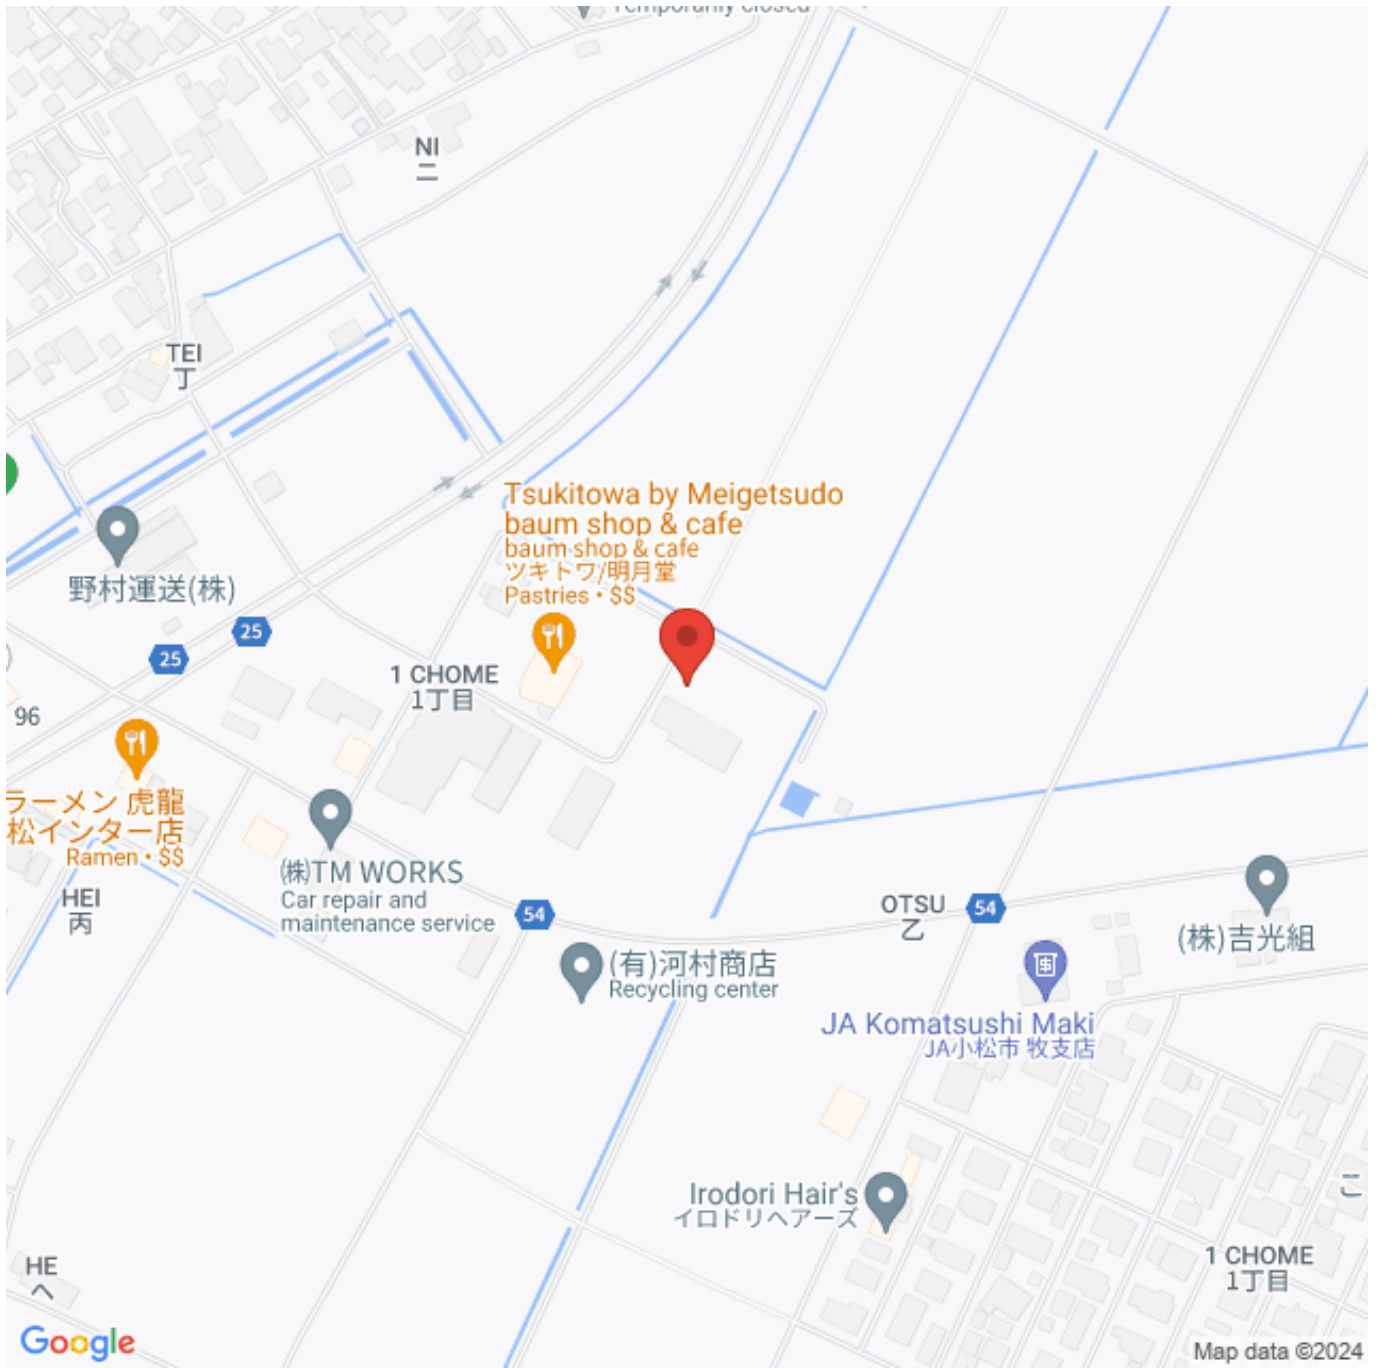 Temporarily closed
NI
ニ
TEI
丁
Tsukitowa by Meigetsudo
baum shop & cafe
baum shop & cafe
ツキトワ/明月堂
Pastries • $$
野村運送(株)
25
25
1 CHOME
1丁目
96
ラーメン 虎龍
松インター店
Ramen • $$
㈱TM WORKS
Car repair and
maintenance service
HEI
丙
54
OTSU
乙
54
(有)河村商店
Recycling center
(株)吉光組
JA Komatsushi Maki
JA小松市 牧支店
Irodori Hair's
イロドリヘアーズ
こ
1 CHOME
1丁目
HE
へ
Google
Map data ©2024